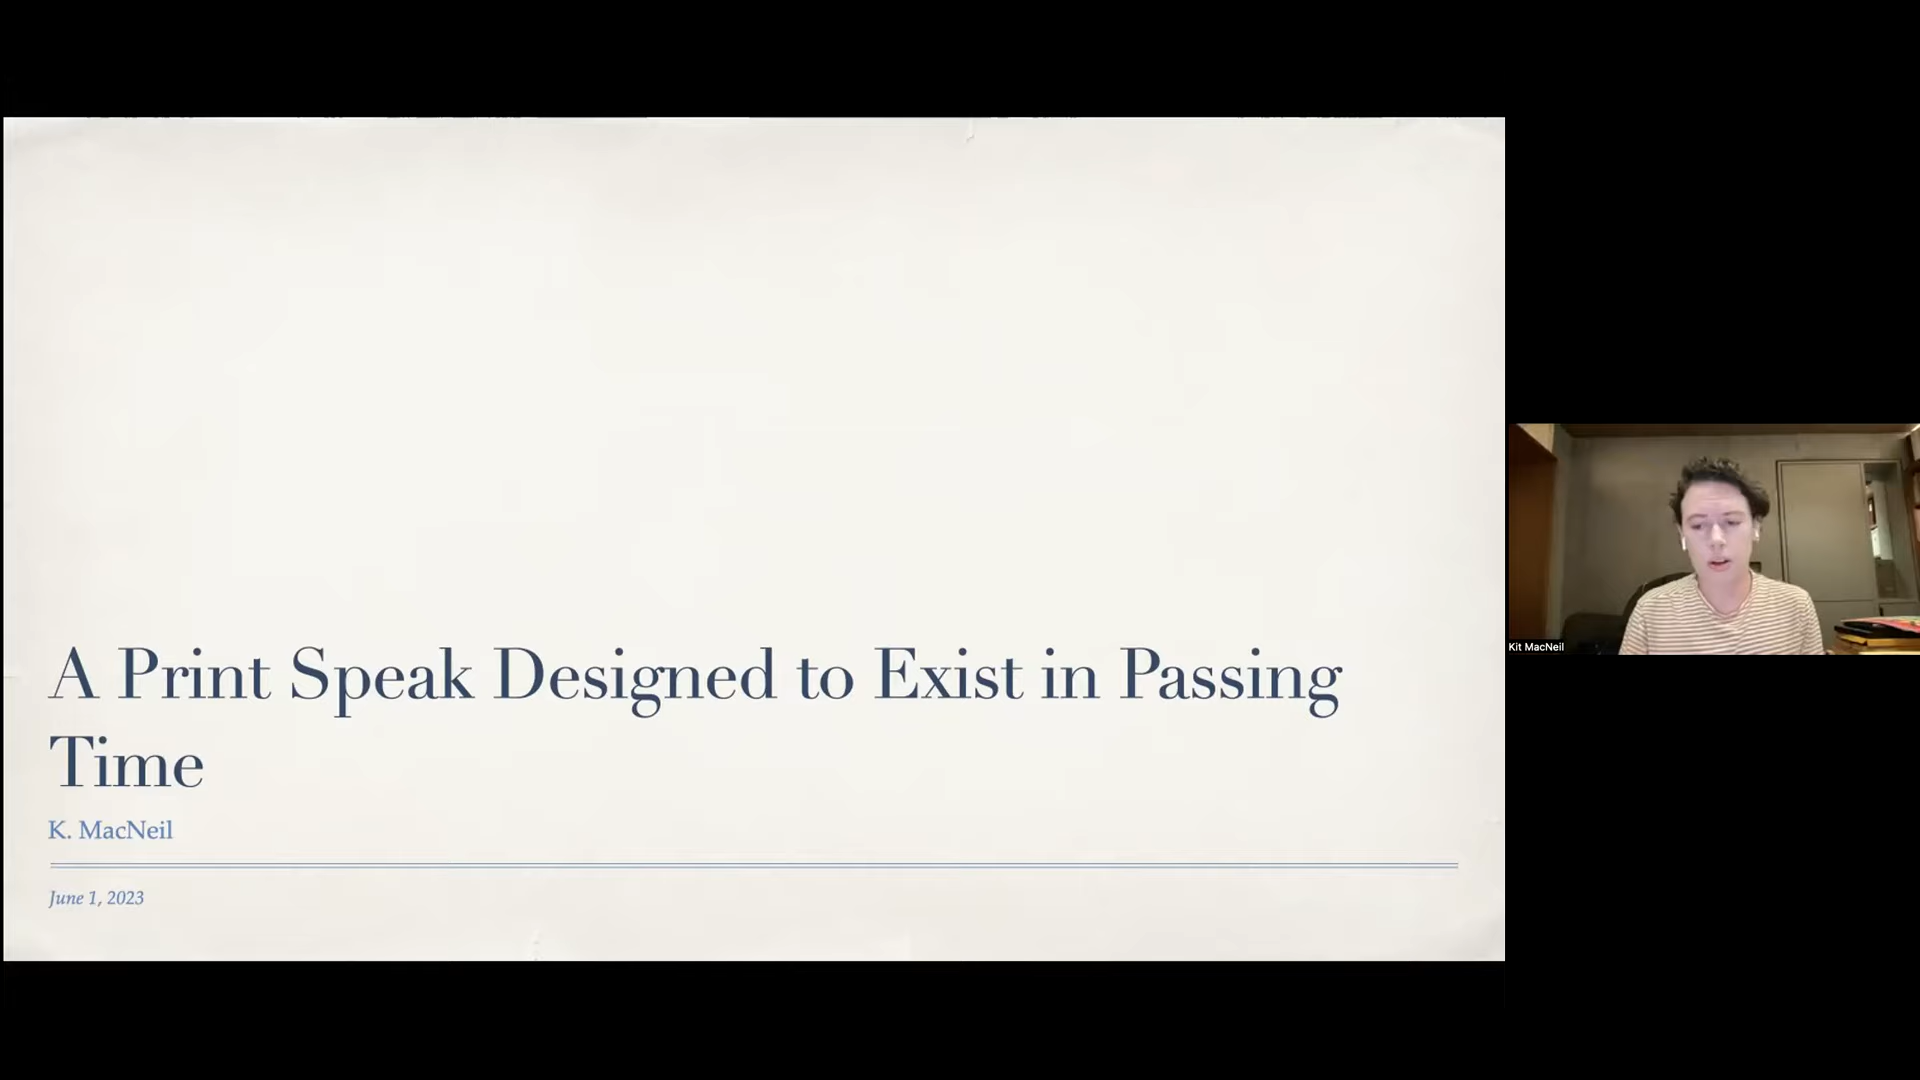 A Print Speak Designed to Exist in Passing
Time
K. MacNeil
June 1, 2023
Kit MacNeil